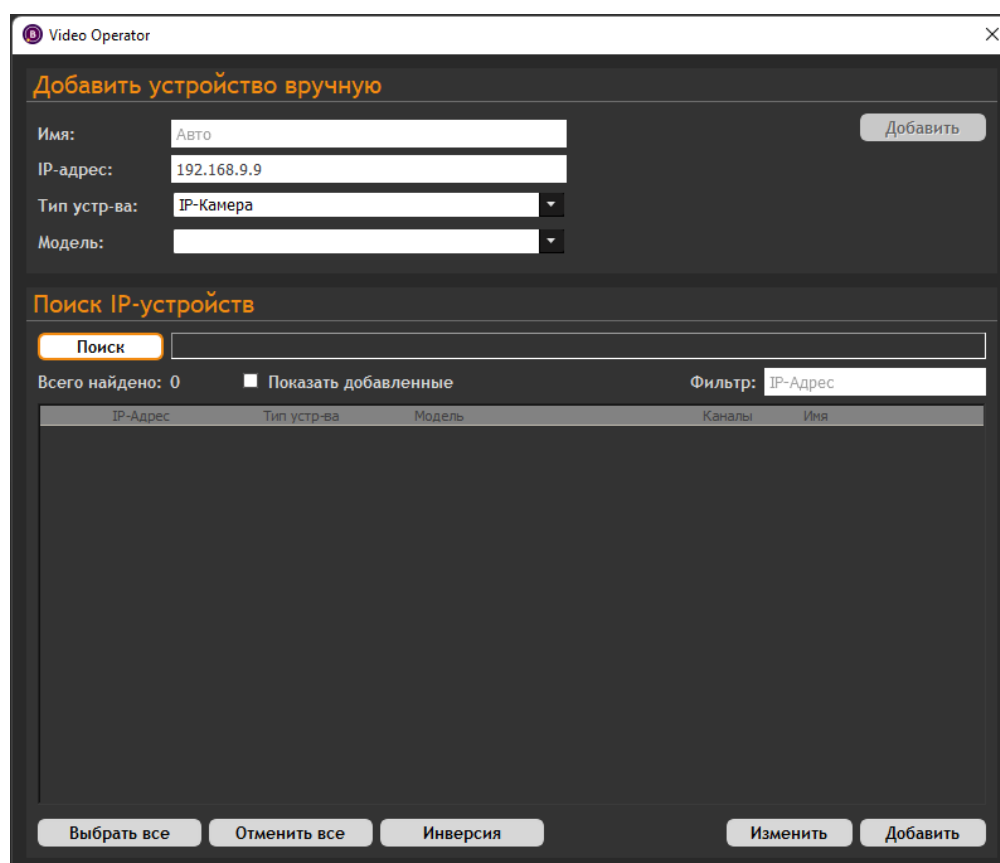 Video Operator
Добавить устройство вручную
Имя: Авто Добавить
IP-адрес: 192.168.9.9
Тип устр-ва: IP-Камера
Модель:
Поиск IP-устройств
Поиск
Всего найдено: 0 Показать добавленные Фильтр: IP-Адрес
IP-Адрес Тип устр-ва Модель Каналы Имя
Выбрать все Отменить все Инверсия Изменить Добавить